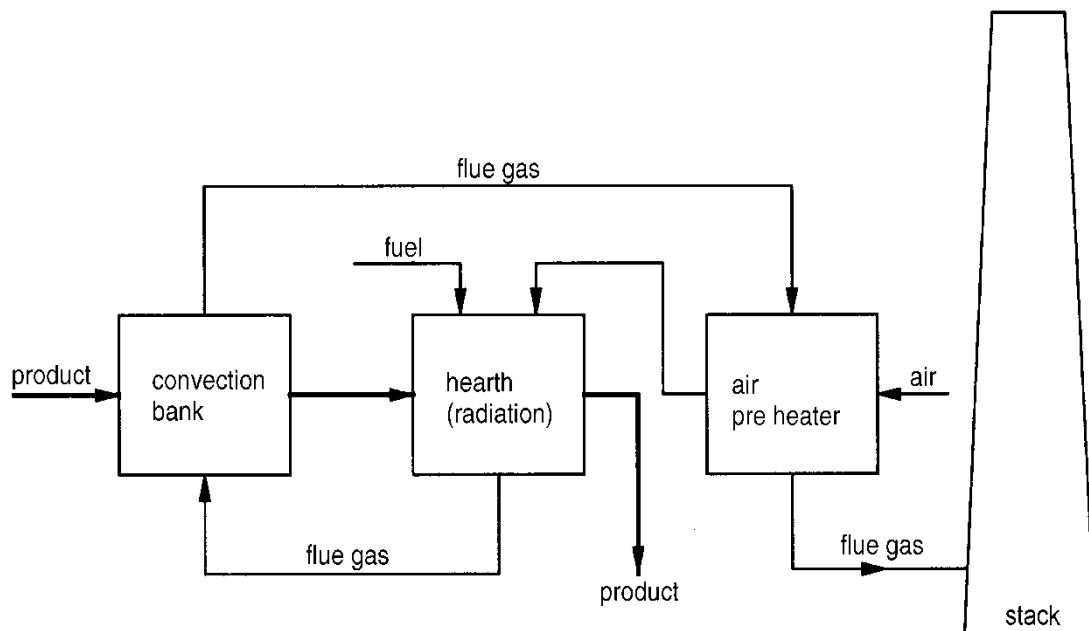 flue gas
fuel
product
convection
bank
hearth
(radiation)
air
pre heater
air
flue gas
product
flue gas
stack